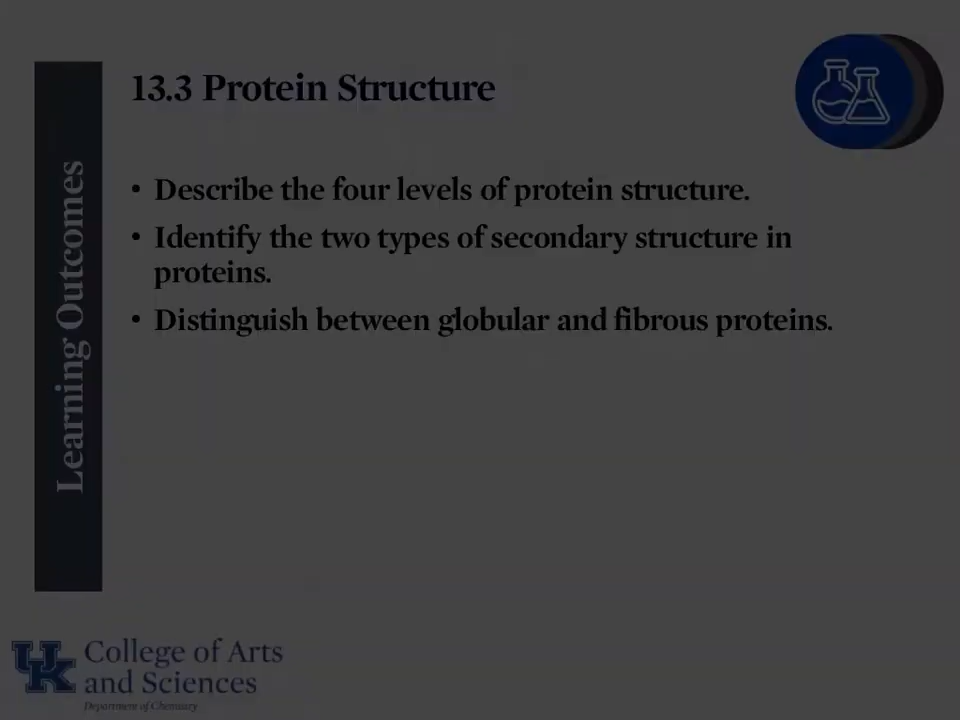 13.3 Protein Structure
Learning Outcomes
• Describe the four levels of protein structure.
• Identify the two types of secondary structure in
proteins.
• Distinguish between globular and fibrous proteins.
UK
College of Arts
and Sciences
Department of Chemistry